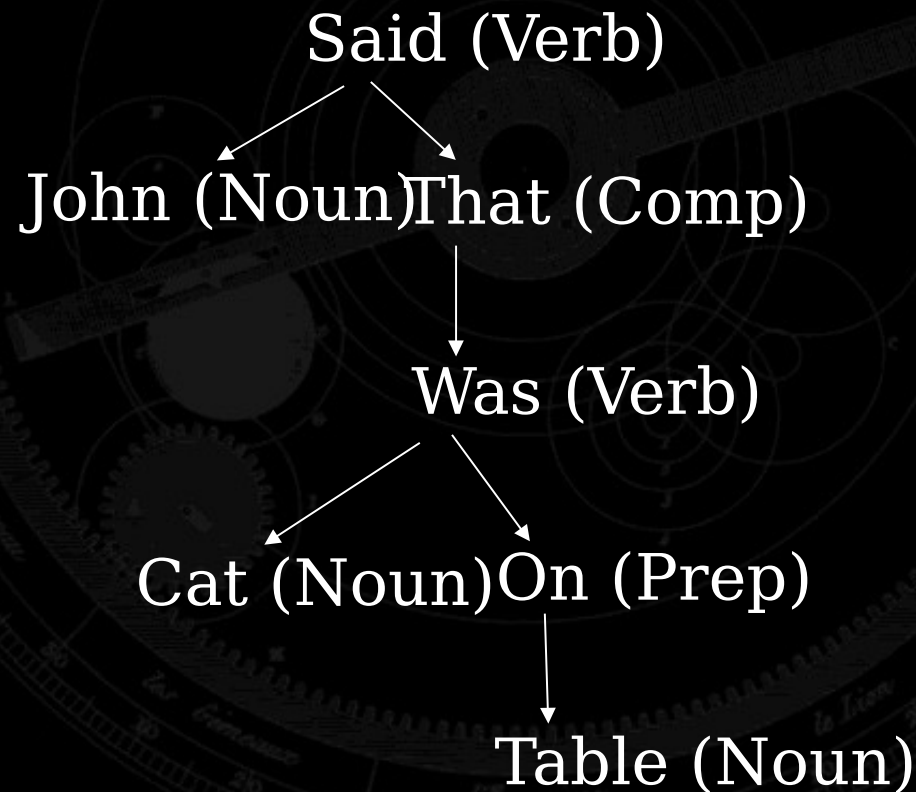 Said (Verb)
John (Noun)
That (Comp)
Was (Verb)
Cat (Noun)
On (Prep)
Table (Noun)